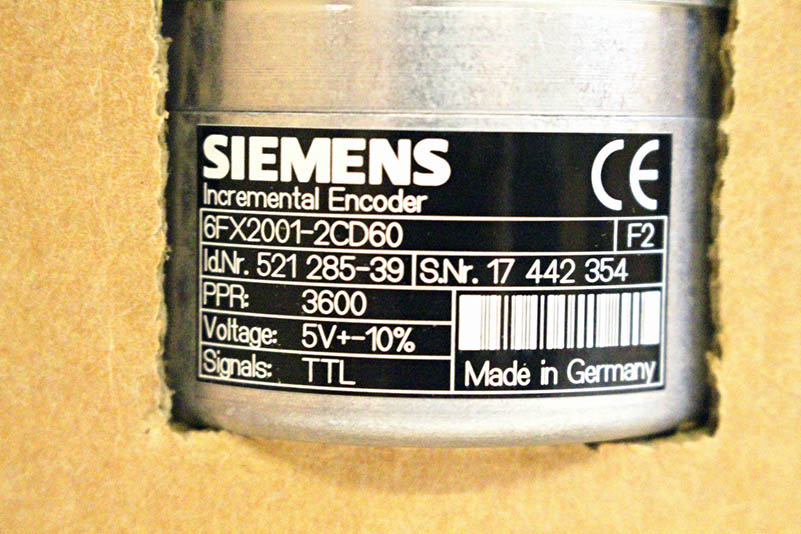 SIEMENS CE
Incremental Encoder
6FX2001-2CD60 F2
Id.Nr. 521 285-39 S.Nr. 17 442 354
PPR: 3600
Voltage: 5V+-10%
Signals: TTL Made in Germany